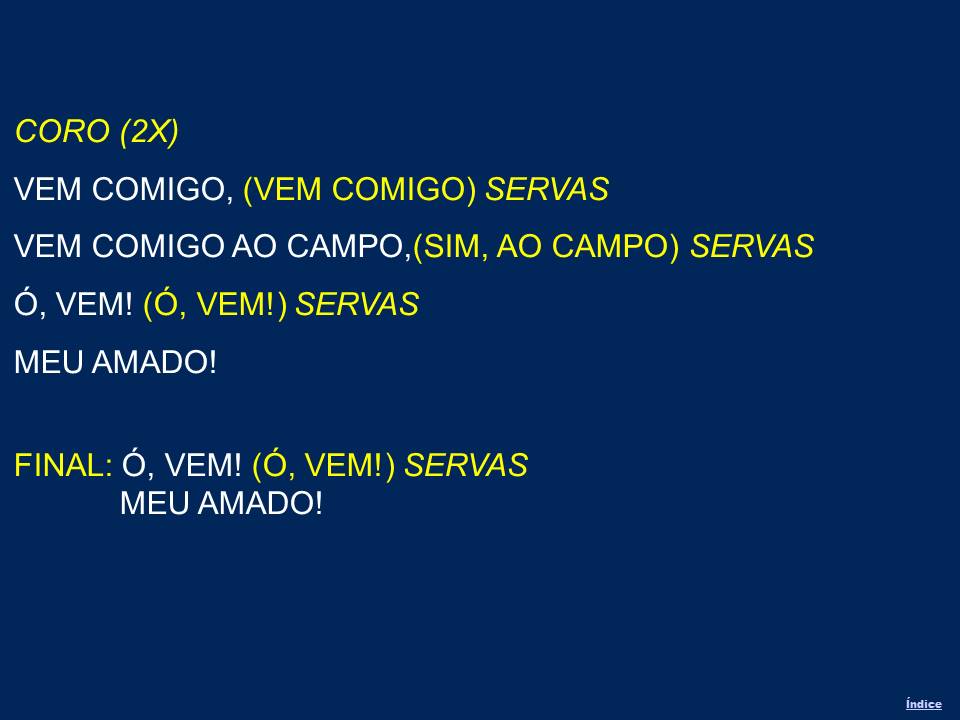 CORO (2X)
VEM COMIGO, (VEM COMIGO) SERVAS
VEM COMIGO AO CAMPO,(SIM, AO CAMPO) SERVAS
Ó, VEM! (Ó, VEM!) SERVAS
MEU AMADO!
FINAL: Ó, VEM! (Ó, VEM!) SERVAS
MEU AMADO!
Índice